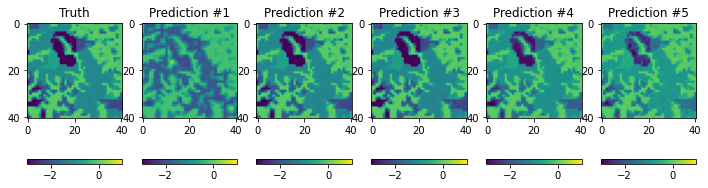 Truth Prediction #1 Prediction #2 Prediction #3 Prediction #4 Prediction #5
0 0 0 0 0 0
20 20 20 20 20 20
40 40 40 40 40 40
0 20 40 0 20 40 0 20 40 0 20 40 0 20 40 0 20 40
−2 0 −2 0 −2 0 −2 0 −2 0 −2 0